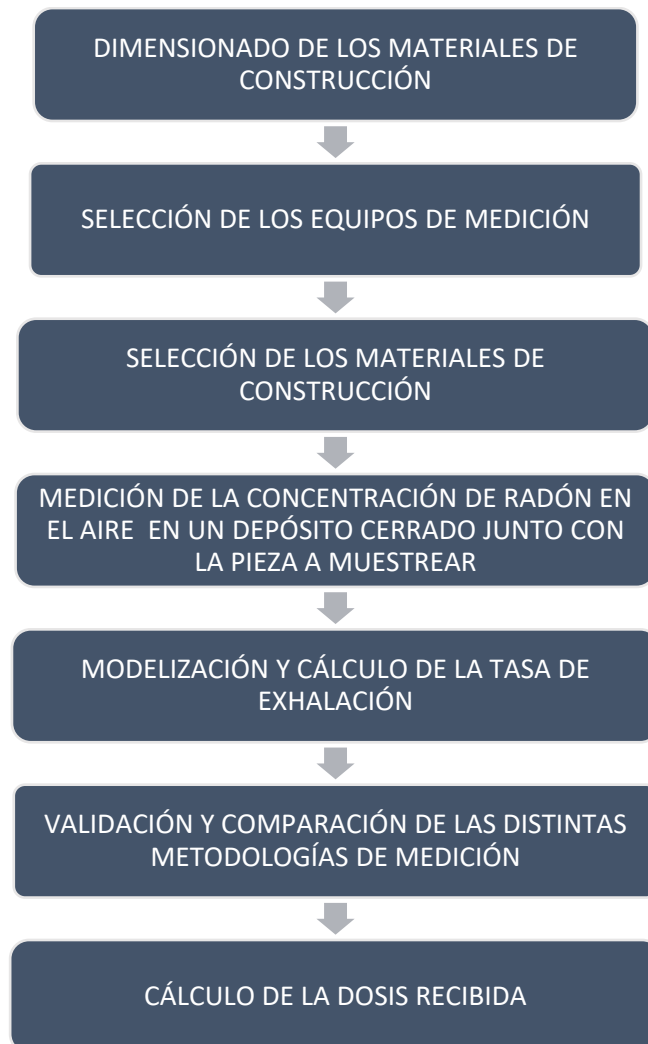 DIMENSIONADO DE LOS MATERIALES DE
CONSTRUCCIÓN
SELECCIÓN DE LOS EQUIPOS DE MEDICIÓN
SELECCIÓN DE LOS MATERIALES DE
CONSTRUCCIÓN
MEDICIÓN DE LA CONCENTRACIÓN DE RADÓN EN
EL AIRE EN UN DEPÓSITO CERRADO JUNTO CON
LA PIEZA A MUESTREAR
MODELIZACIÓN Y CÁLCULO DE LA TASA DE
EXHALACIÓN
VALIDACIÓN Y COMPARACIÓN DE LAS DISTINTAS
METODOLOGÍAS DE MEDICIÓN
CÁLCULO DE LA DOSIS RECIBIDA